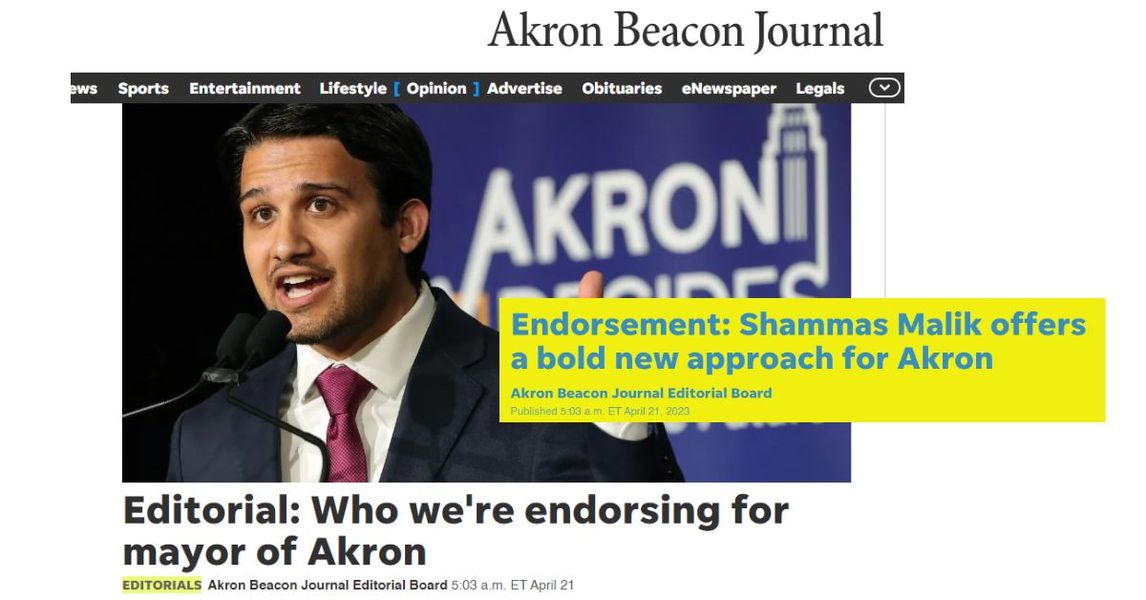 Akron Beacon Journal
ews Sports Entertainment Lifestyle [ Opinion ] Advertise Obituaries eNewspaper Legals
AKRON
DECIDES
Endorsement: Shammas Malik offers
a bold new approach for Akron
Akron Beacon Journal Editorial Board
Published 5:03 a.m. ET April 21, 2023
Editorial: Who we're endorsing for
mayor of Akron
EDITORIALS Akron Beacon Journal Editorial Board 5:03 a.m. ET April 21